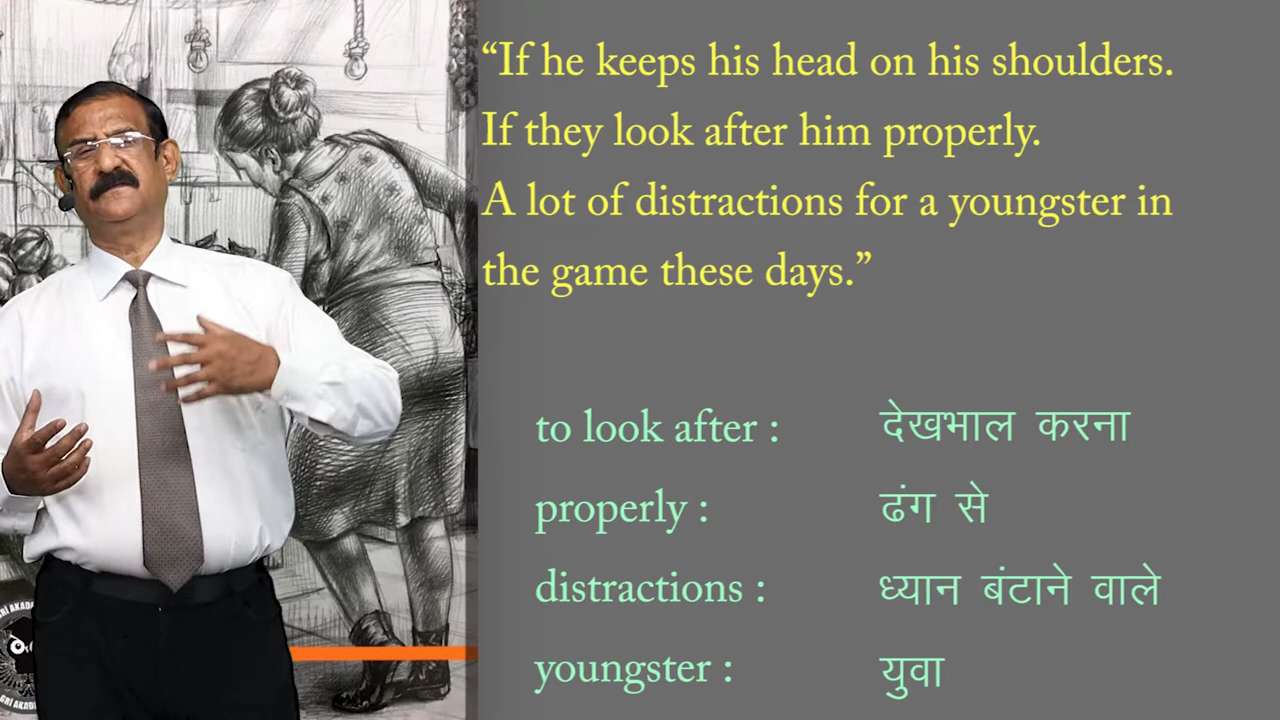 “If he keeps his head on his shoulders.
If they look after him properly.
A lot of distractions for a youngster in
the game these days.”
to look after : देखभाल करना
properly : ढंग से
distractions : ध्यान बंटाने वाले
youngster : युवा